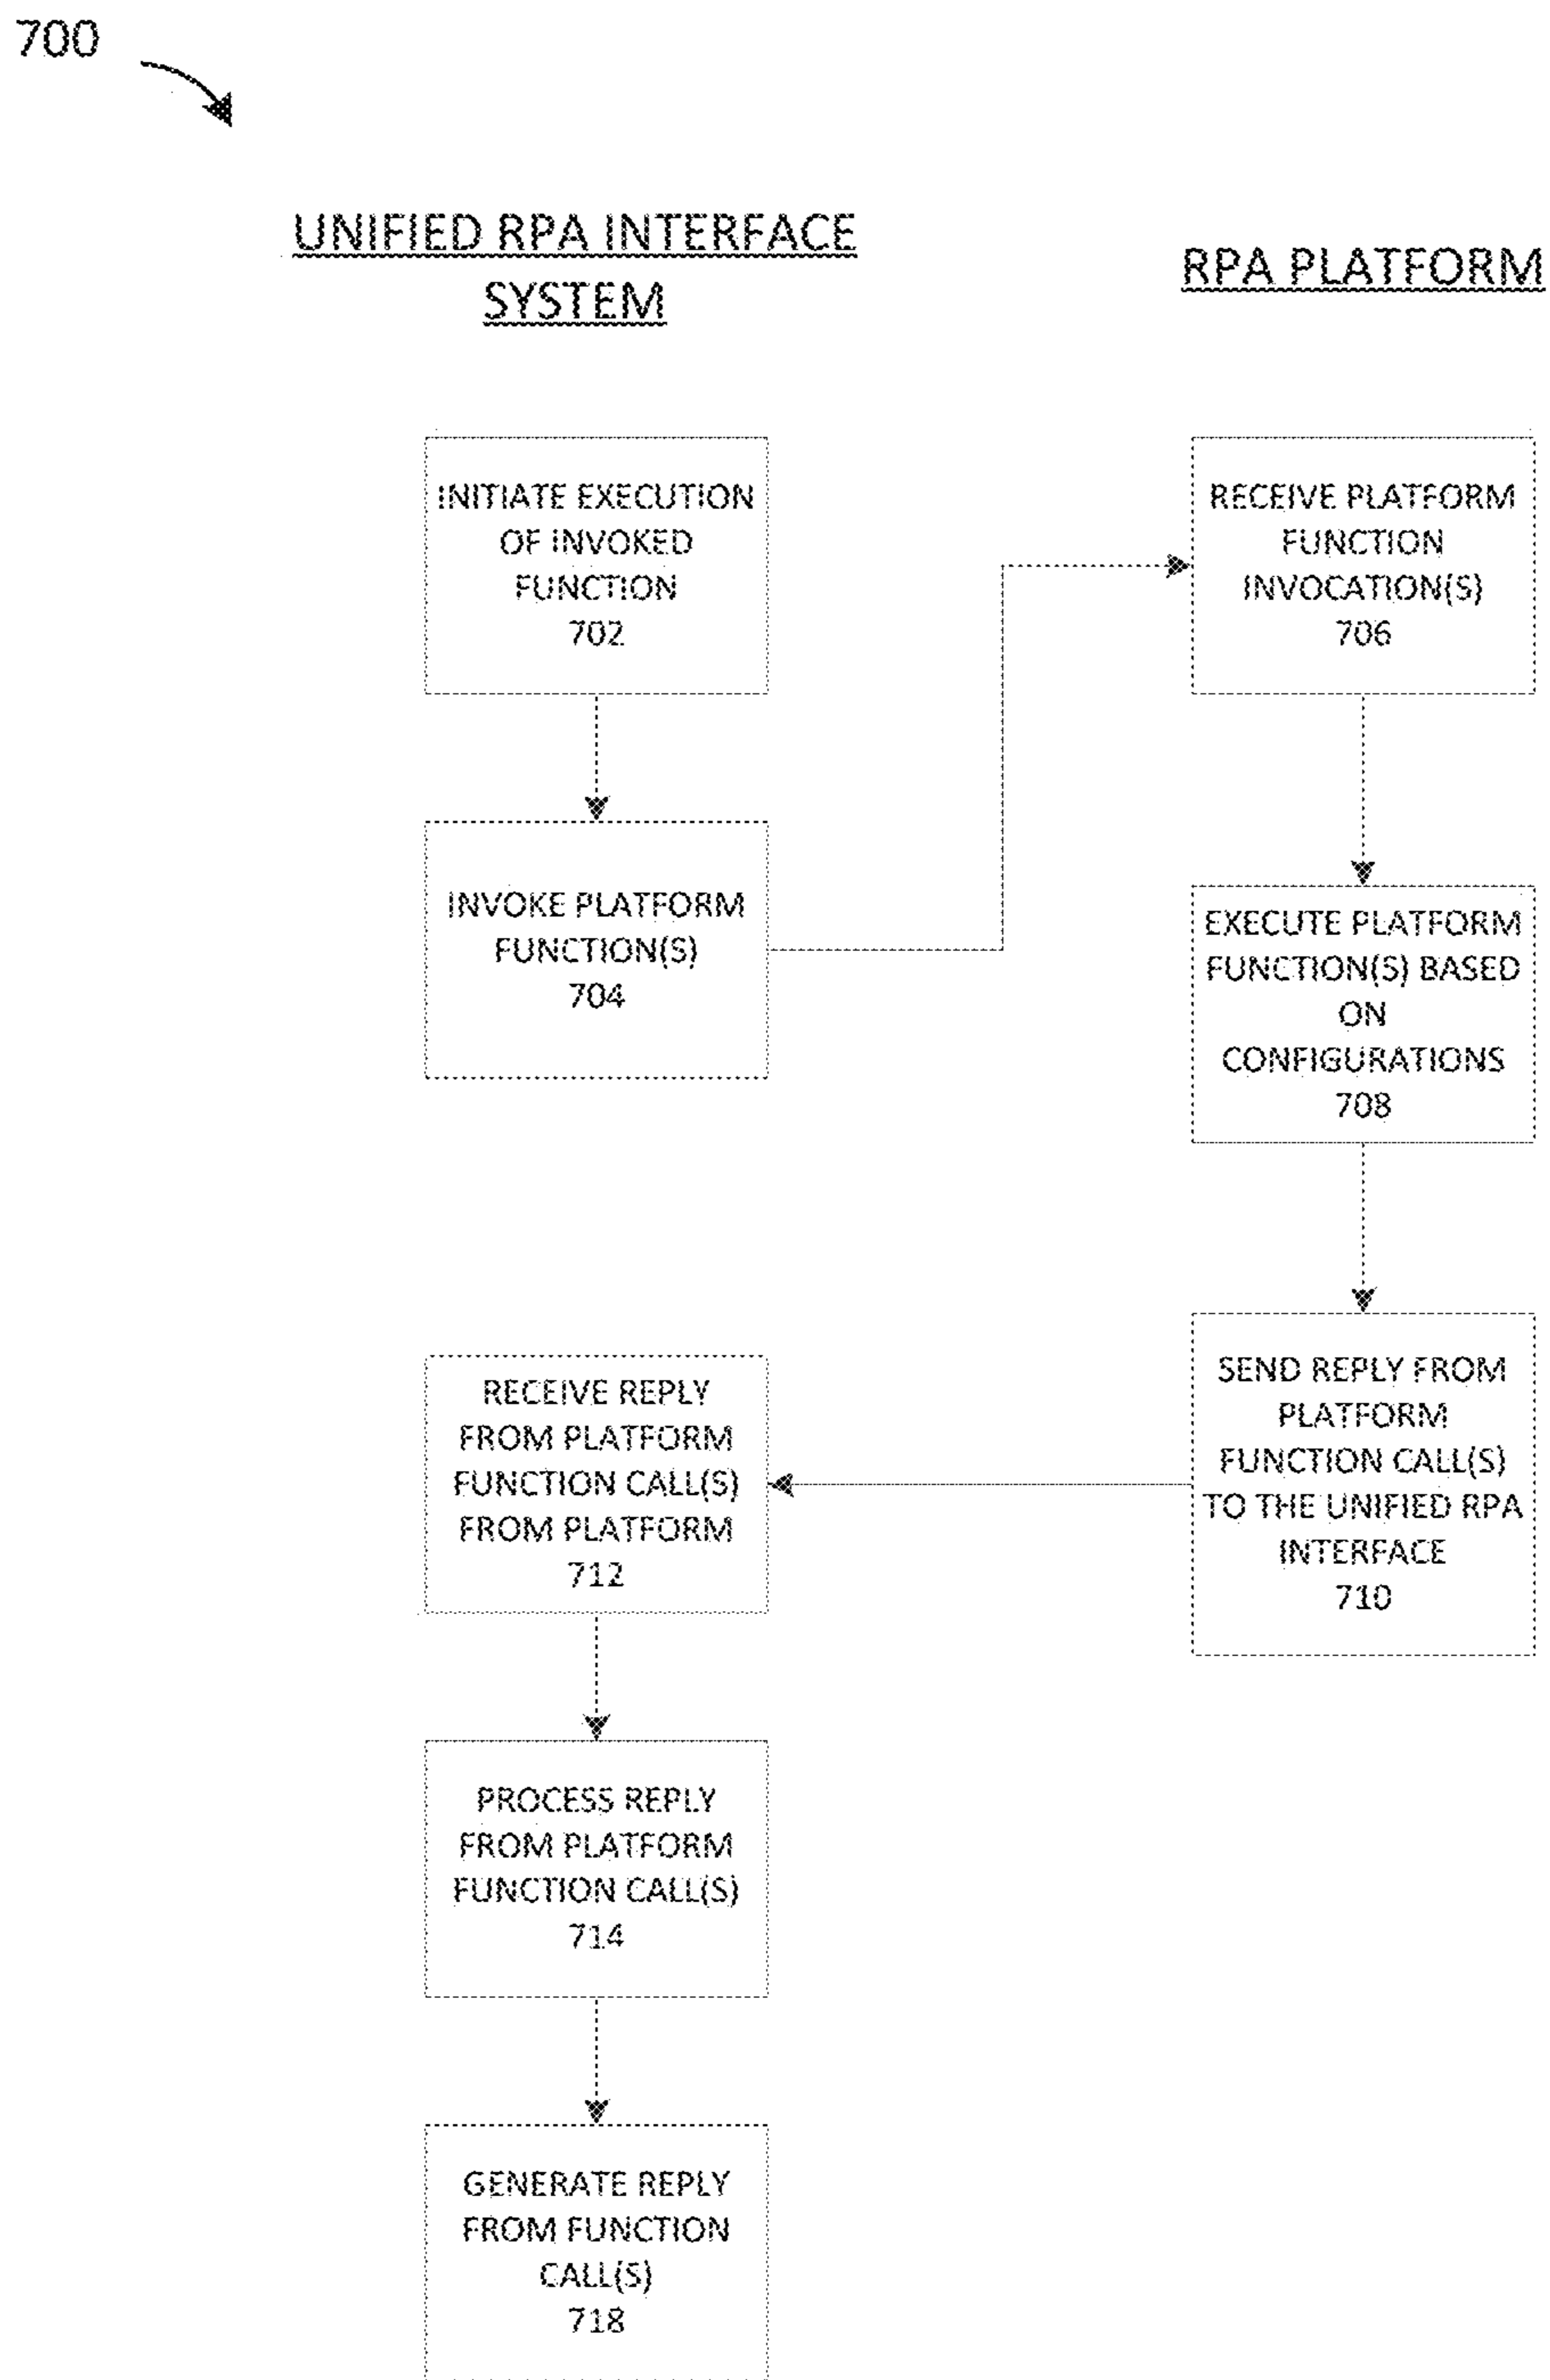 700
UNIFIED RPA INTERFACE
SYSTEM
RPA PLATFORM
INITIATE EXECUTION
OF INVOKED
FUNCTION
702
RECEIVE PLATFORM
FUNCTION
INVOCATION(S)
706
INVOKE PLATFORM
FUNCTION(S)
704
EXECUTE PLATFORM
FUNCTION(S) BASED
ON
CONFIGURATIONS
708
SEND REPLY FROM
PLATFORM
FUNCTION CALL(S)
TO THE UNIFIED RPA
INTERFACE
710
RECEIVE REPLY
FROM PLATFORM
FUNCTION CALL(S)
FROM PLATFORM
712
PROCESS REPLY
FROM PLATFORM
FUNCTION CALL(S)
714
GENERATE REPLY
FROM FUNCTION
CALL(S)
718